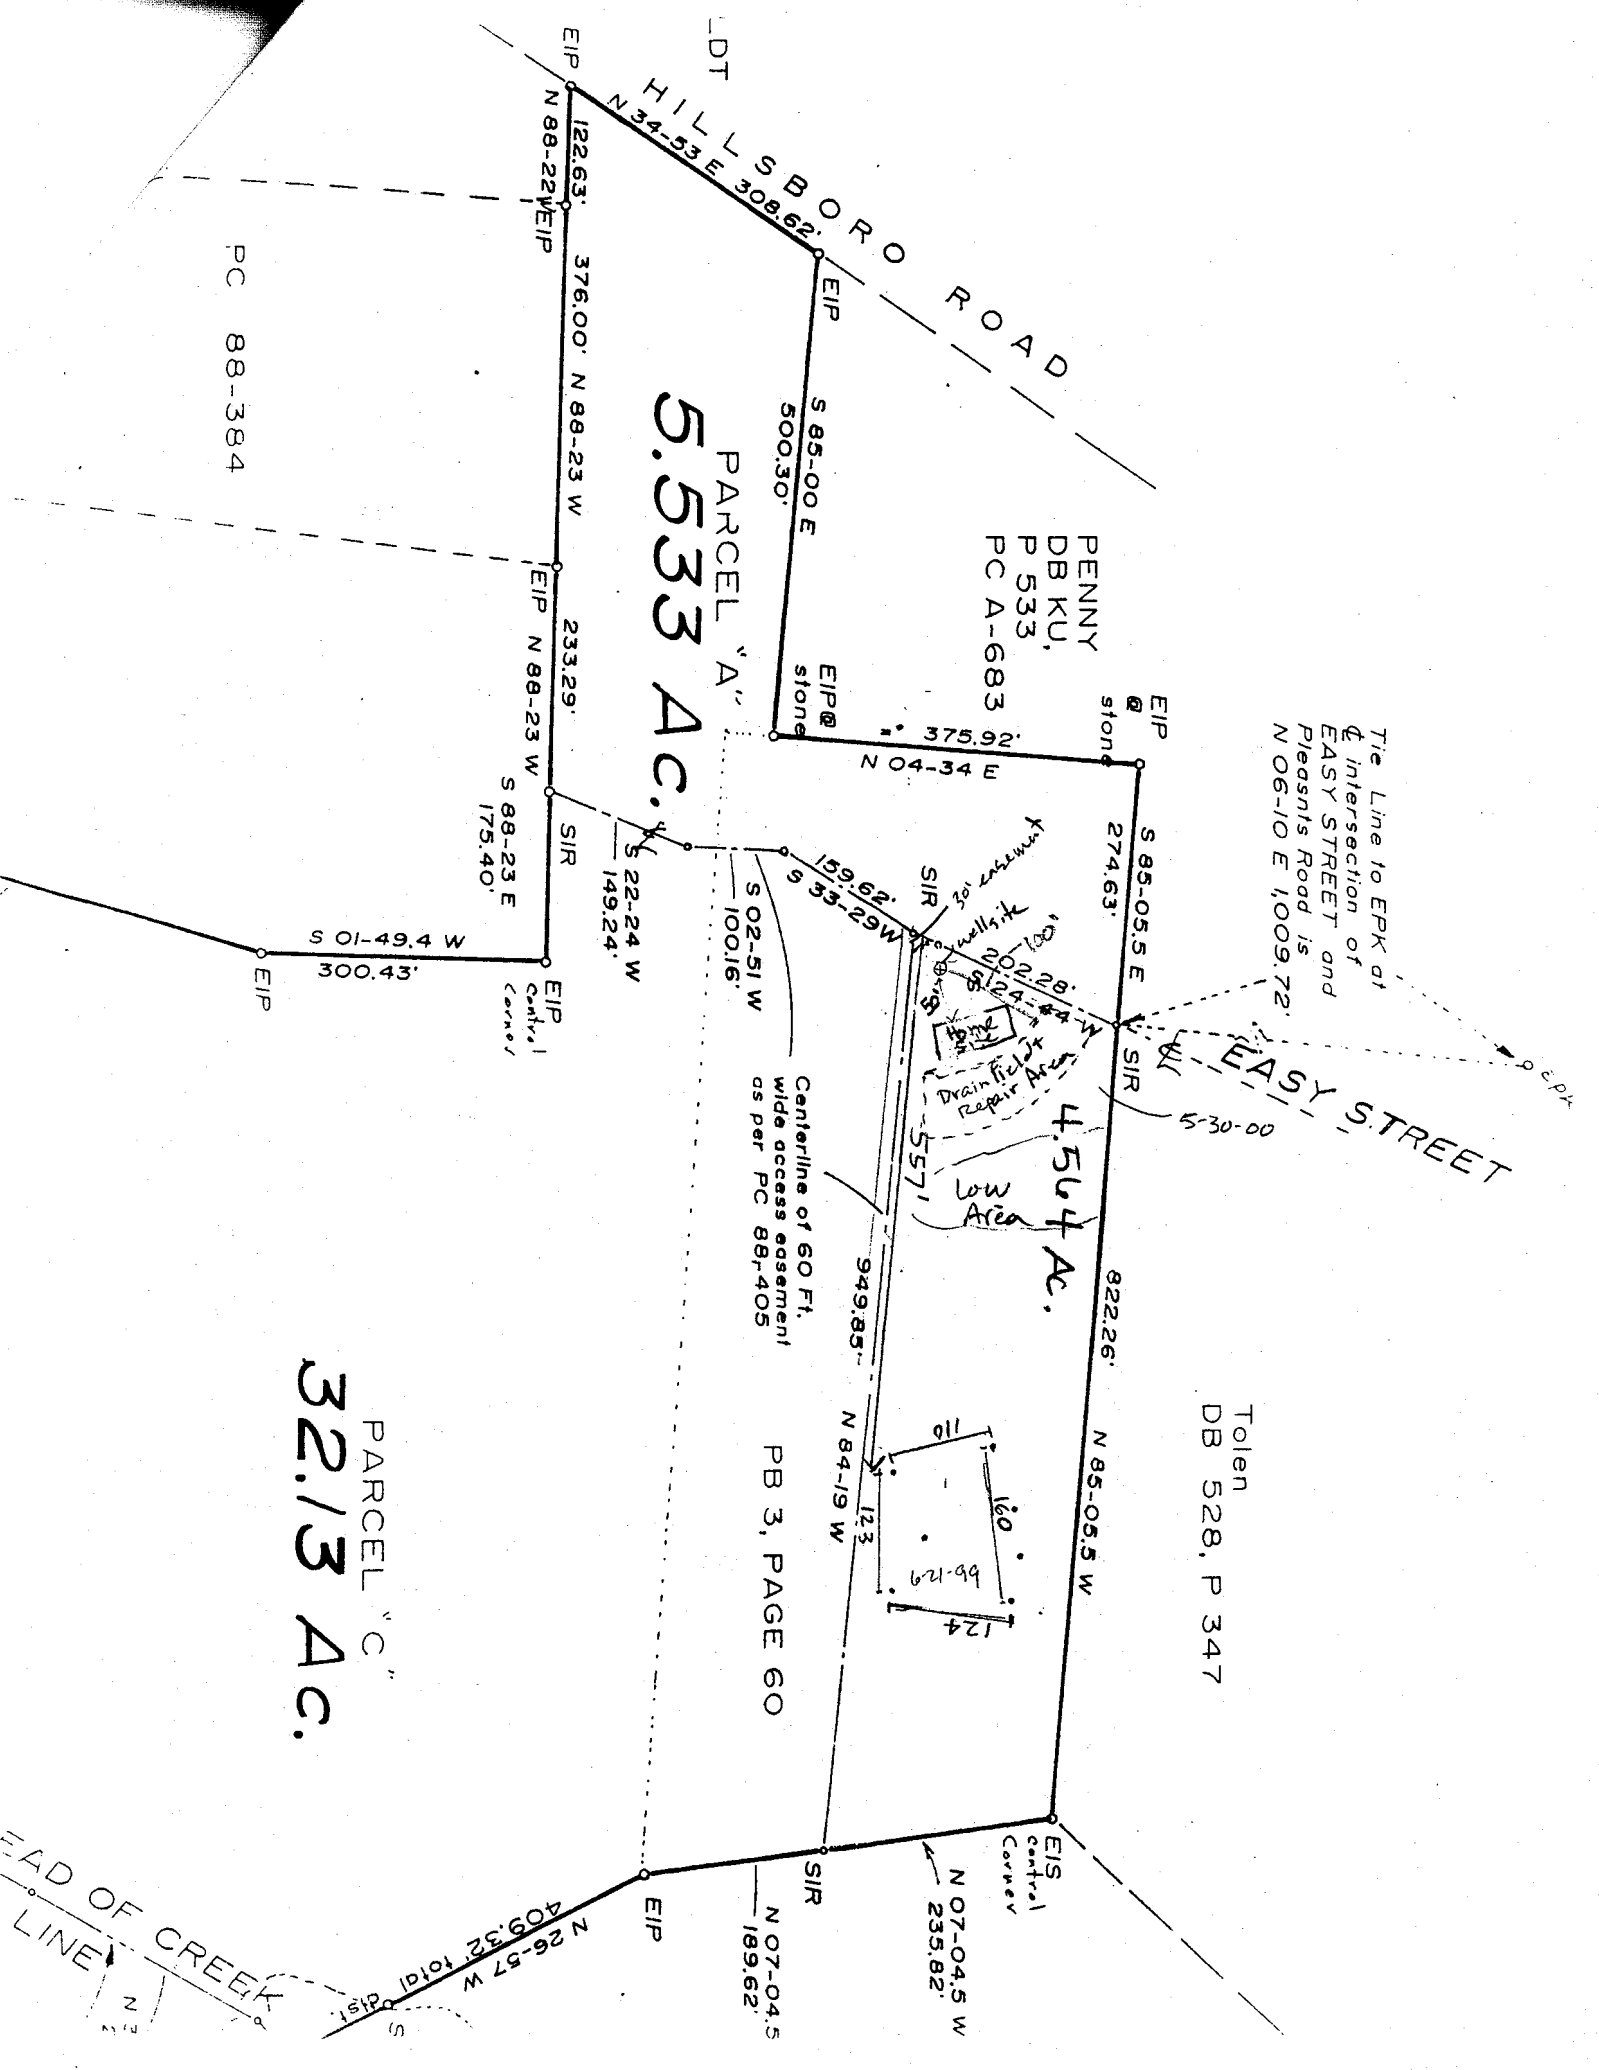 LDT
HILLSBORO ROAD
EIP
N 34-53 E 308.62'
EIP
122.63'
N 88-22 W
EIP
376.00' N 88-23 W
EIP
233.29'
N 88-23 W
SIR
S 88-23 E
175.40'
EIP
control
corner
S 01-49.4 W
300.43'
EIP
PC 88-384
S 85-00 E
500.30'
PARCEL "A"
5.533 Ac.
EIP@
stone
PENNY
DB KU,
P 533
PC A-683
375.92'
N 04-34 E
EIP
@
stone
S 85-05.5 E
274.63'
Tie Line to EPK at
℄ intersection of
EASY STREET and
Pleasnts Road is
N 06-10 E 1,009.72'
EPK
EASY STREET
℄
SIR
5-30-00
SIR
30' easement
wellsite
100'
202.28'
S 24-44 W
Home
site
Drainfield +
Repair Area
Low
Area
4.564 Ac.
557'
159.62'
S 33-29 W
S 02-51 W
100.16'
S 22-24 W
149.24'
Centerline of 60 Ft.
wide access easement
as per PC 88-405
949.85'
N 84-19 W
822.26'
N 85-05.5 W
Tolen
DB 528, P 347
110
160
123
124
6-21-99
PB 3, PAGE 60
PARCEL "C"
32.13 Ac.
EIS
control
Corner
N 07-04.5 W
235.82'
SIR
N 07-04.5
189.62'
EIP
N 26-57 W
409.32' total
dist.
S
EAD OF CREEK
LINE
N